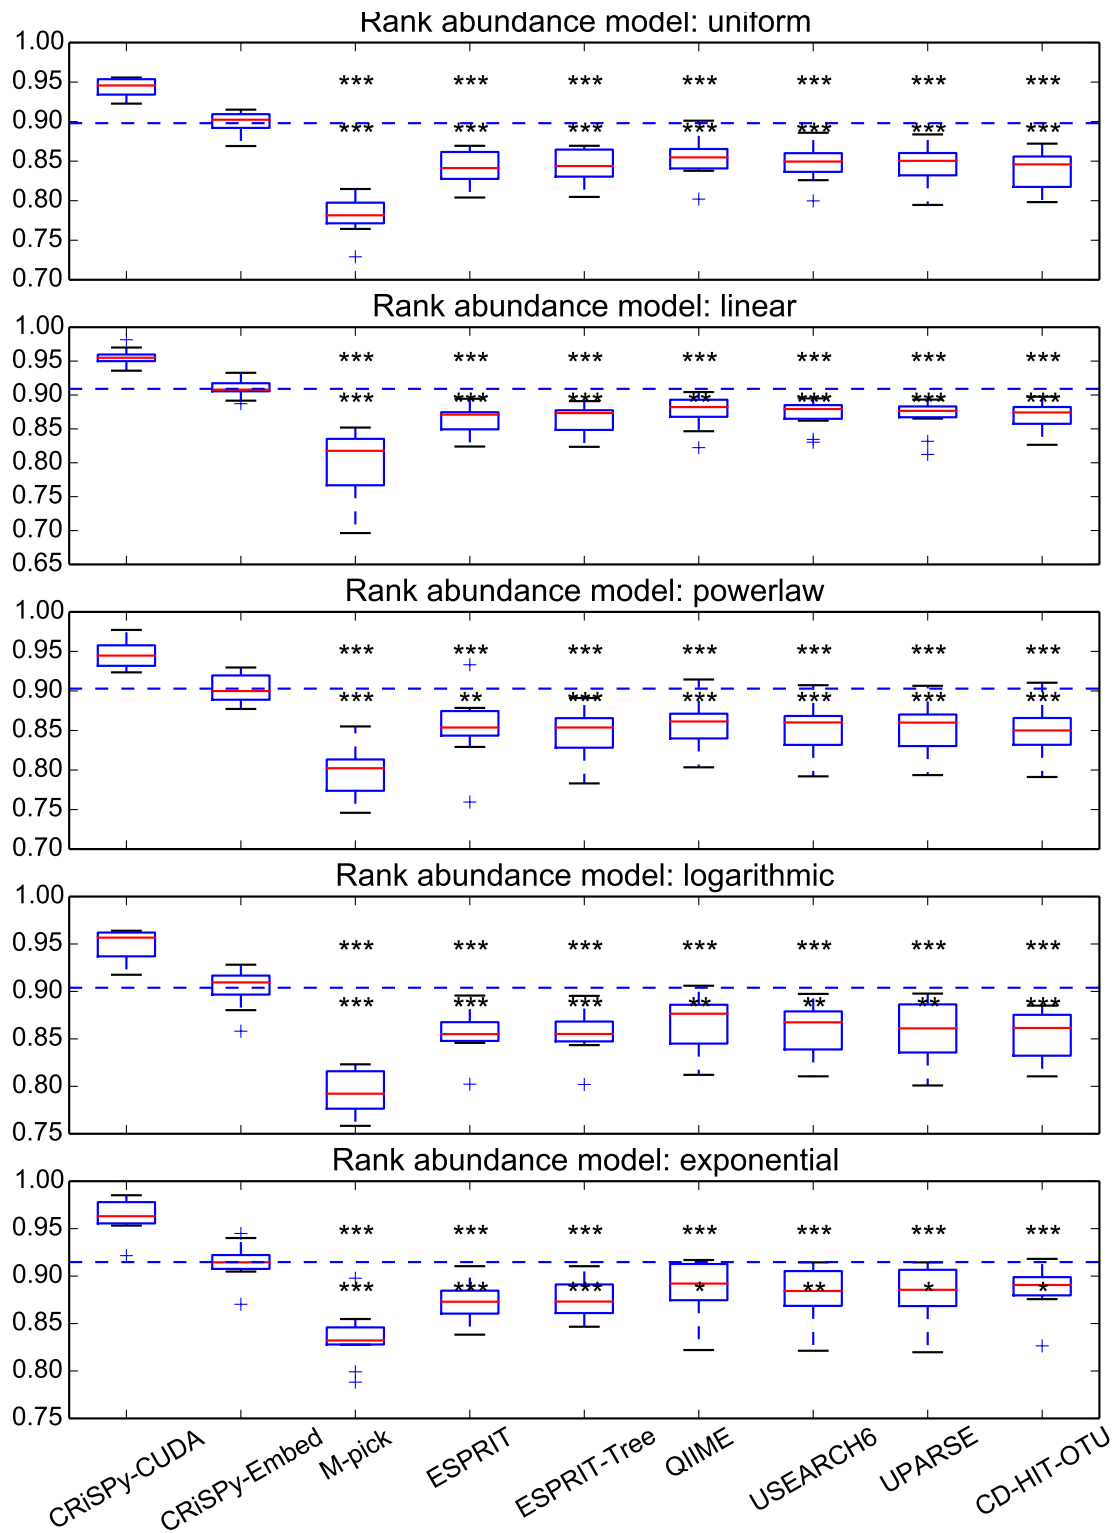 Rank abundance model: uniform
1.00
0.95
*** *** *** *** *** *** ***
0.90
*** *** *** *** *** *** ***
0.85
0.80
0.75
0.70
Rank abundance model: linear
1.00
0.95
*** *** *** *** *** *** ***
0.90
*** *** *** ** *** *** ***
0.85
0.80
0.75
0.70
0.65
Rank abundance model: powerlaw
1.00
0.95
*** *** *** *** *** *** ***
0.90
*** ** *** *** *** *** ***
0.85
0.80
0.75
0.70
Rank abundance model: logarithmic
1.00
0.95
*** *** *** *** *** *** ***
0.90
*** *** *** ** ** ** ***
0.85
0.80
0.75
Rank abundance model: exponential
1.00
0.95
*** *** *** *** *** *** ***
0.90
*** *** *** * ** * *
0.85
0.80
0.75
CRiSPy-CUDA CRiSPy-Embed M-pick ESPRIT ESPRIT-Tree QIIME USEARCH6 UPARSE CD-HIT-OTU